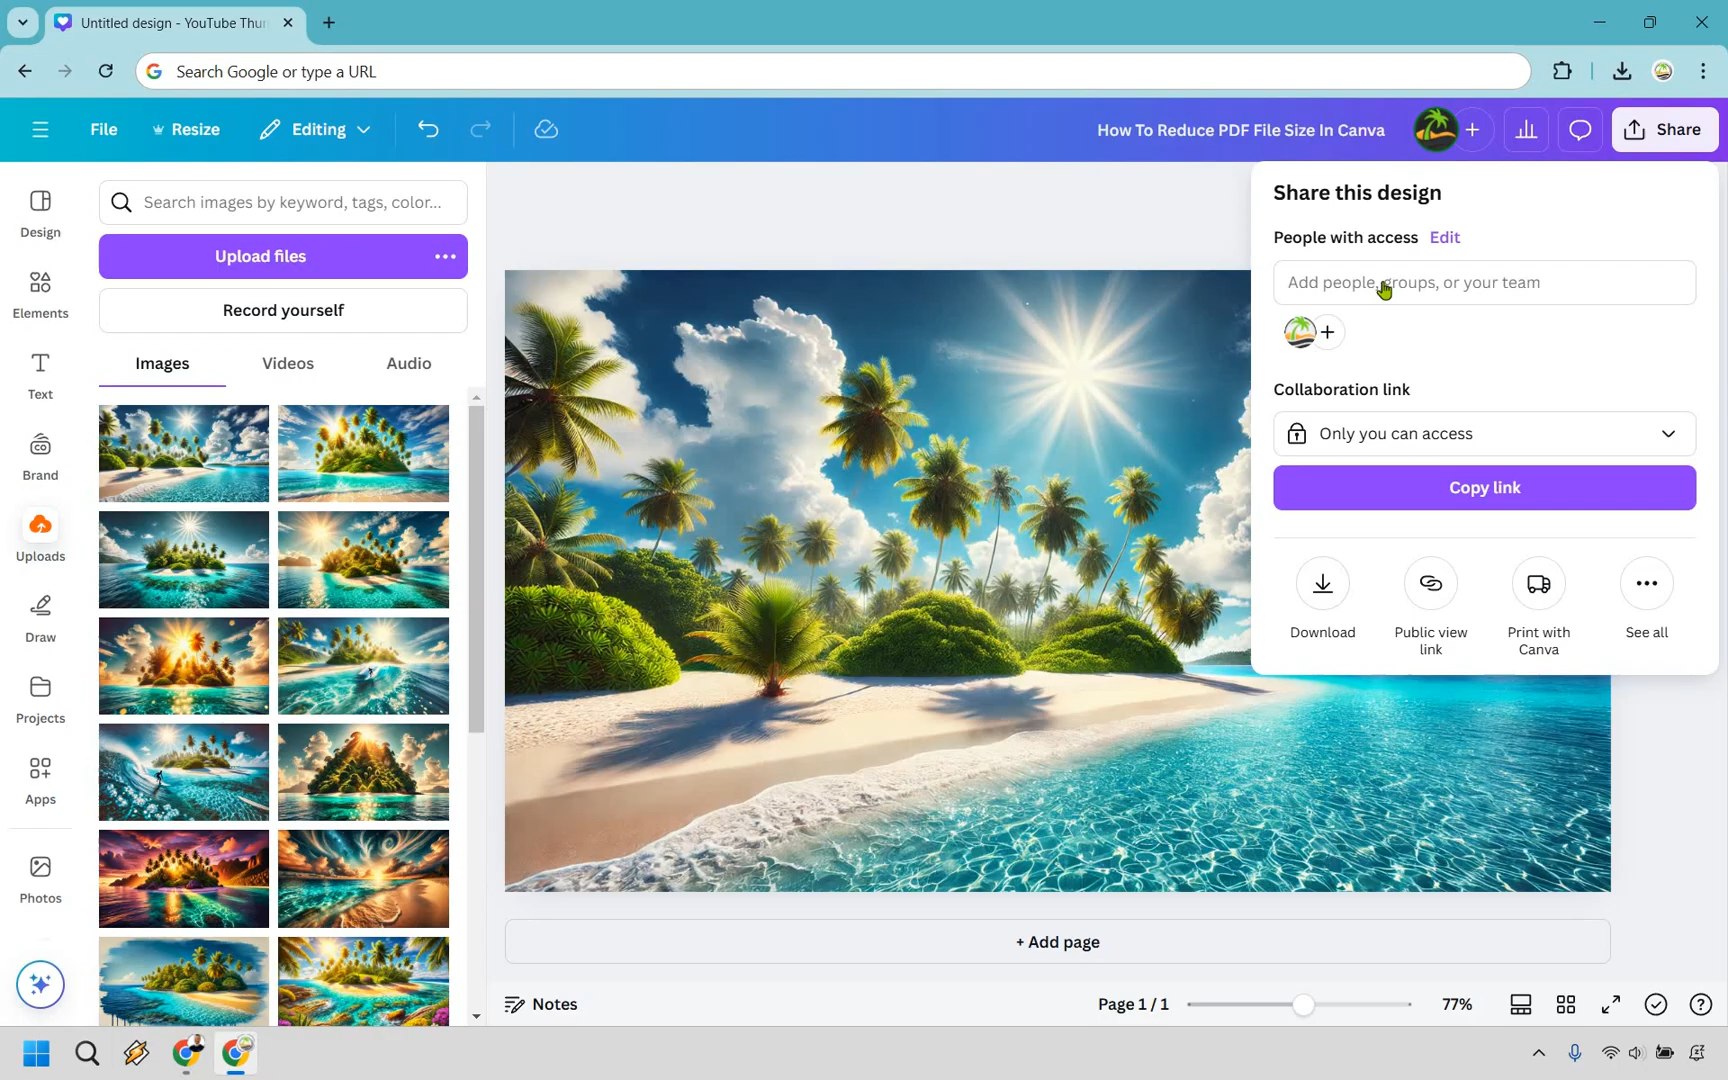 Untitled design - YouTube Thu
Search Google or type a URL
File
Resize
Editing
How To Reduce PDF File Size In Canva
Share
Design
Elements
Text
Brand
Uploads
Draw
Projects
Apps
Photos
Search images by keyword, tags, color...
Upload files
Record yourself
Images
Videos
Audio
Share this design
People with access Edit
Add people, groups, or your team
Collaboration link
Only you can access
Copy link
Download
Public view
link
Print with
Canva
See all
+ Add page
Notes
Page 1 / 1
77%